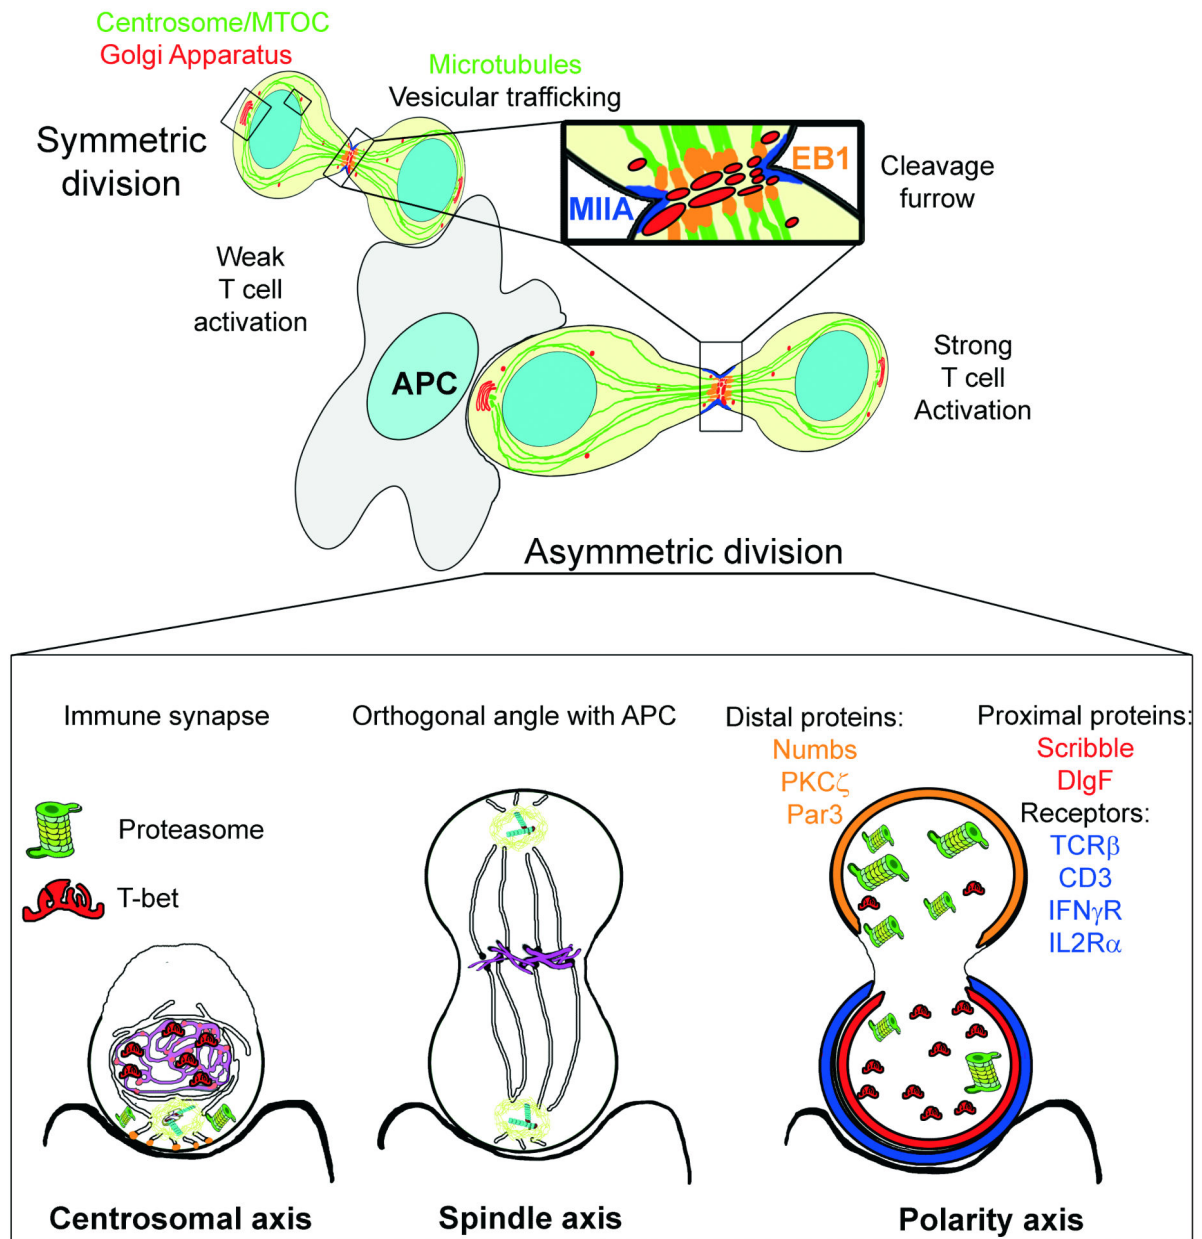 Centrosome/MTOC
Golgi Apparatus
Microtubules
Vesicular trafficking
Symmetric
division
EB1
MIIA
Cleavage
furrow
Weak
T cell
activation
APC
Strong
T cell
Activation
Asymmetric division
Immune synapse
Orthogonal angle with APC
Distal proteins:
Numbs
PKCζ
Par3
Proximal proteins:
Scribble
DlgF
Receptors:
TCRβ
CD3
IFNγR
IL2Rα
Proteasome
T-bet
Centrosomal axis
Spindle axis
Polarity axis